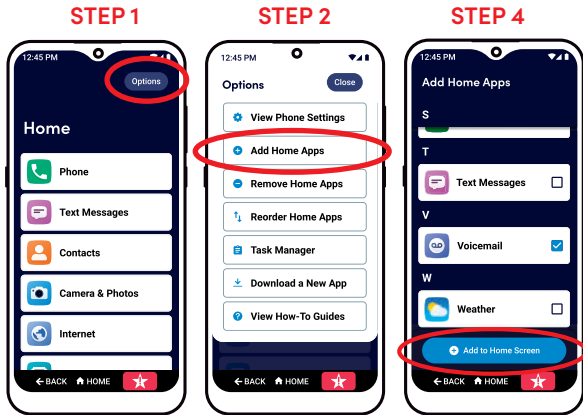 STEP 1
12:45 PM
Options
Home
Phone
Text Messages
Contacts
Camera & Photos
Internet
BACK HOME
STEP 2
12:45 PM
Options Close
View Phone Settings
Add Home Apps
Remove Home Apps
Reorder Home Apps
Task Manager
Download a New App
View How-To Guides
BACK HOME
STEP 4
12:45 PM
Add Home Apps
S
T
Text Messages
V
Voicemail
W
Weather
Add to Home Screen
BACK HOME